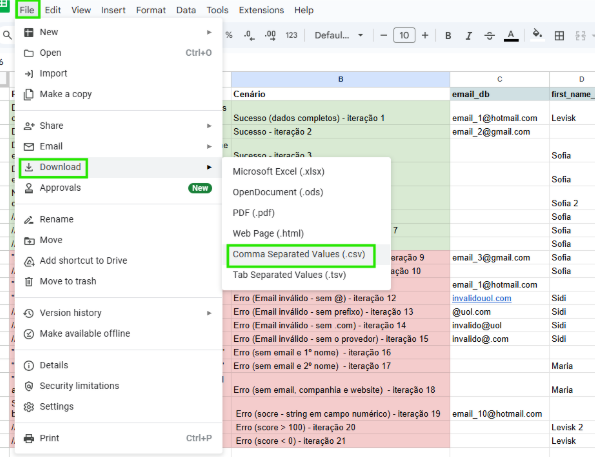 File Edit View Insert Format Data Tools Extensions Help
% .0 .00 123 Defaul... 10 B I A
New
Open Ctrl+O
Import
Make a copy
Share
Email
Download
Approvals New
Rename
Move
Add shortcut to Drive
Move to trash
Version history
Make available offline
Details
Security limitations
Settings
Print Ctrl+P
Microsoft Excel (.xlsx)
OpenDocument (.ods)
PDF (.pdf)
Web Page (.html)
Comma Separated Values (.csv)
Tab Separated Values (.tsv)
B C D
Cenário email_db first_name_
Sucesso (dados completos) - iteração 1 email_1@hotmail.com Levisk
Sucesso - iteração 2 email_2@gmail.com
Sucesso - iteração 3 Sofia
Sofia
Sofia 2
7 Sofia
Sofia
eração 9 email_3@gmail.com Sofia
ação 10 Sofia
email_1@hotmail.com
Erro (Email inválido - sem @) - iteração 12 invalidouol.com Sidi
Erro (Email inválido - sem prefixo) - iteração 13 @uol.com Sidi
Erro (Email inválido - sem .com) - iteração 14 invalido@uol Sidi
Erro (Email inválido - sem o provedor) - iteração 15 invalido@.com Sidi
Erro (sem email e 1º nome) - iteração 16
Erro (sem email e 2º nome) - iteração 17 Maria
Erro (sem email, companhia e website) - iteração 18 Maria
Erro (socre - string em campo numérico) - iteração 19 email_10@hotmail.com
Erro (score > 100) - iteração 20 Levisk 2
Erro (score < 0) - iteração 21 Levisk